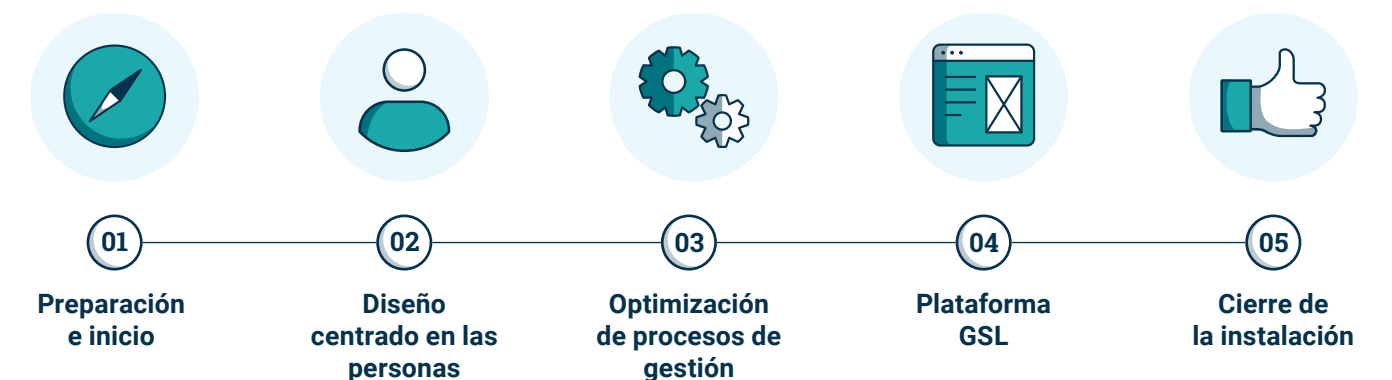 01
02
03
04
05
Preparación
e inicio
Diseño
centrado en las
personas
Optimización
de procesos de
gestión
Plataforma
GSL
Cierre de
la instalación